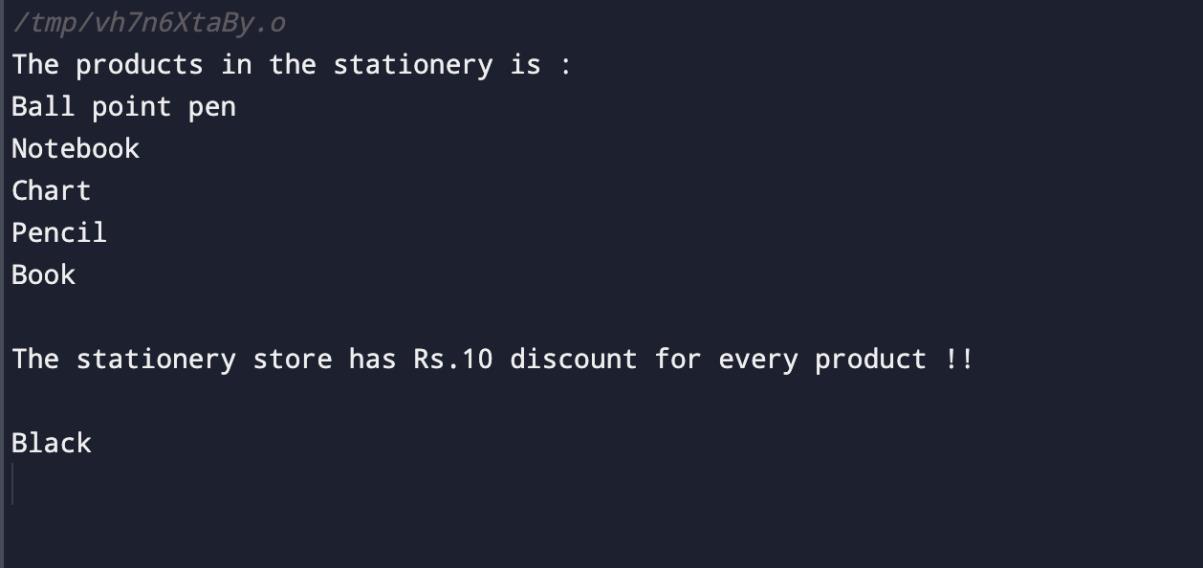 /tmp/vh7n6XtaBy.o
The products in the stationery is :
Ball point pen
Notebook
Chart
Pencil
Book
The stationery store has Rs.10 discount for every product !!
Black